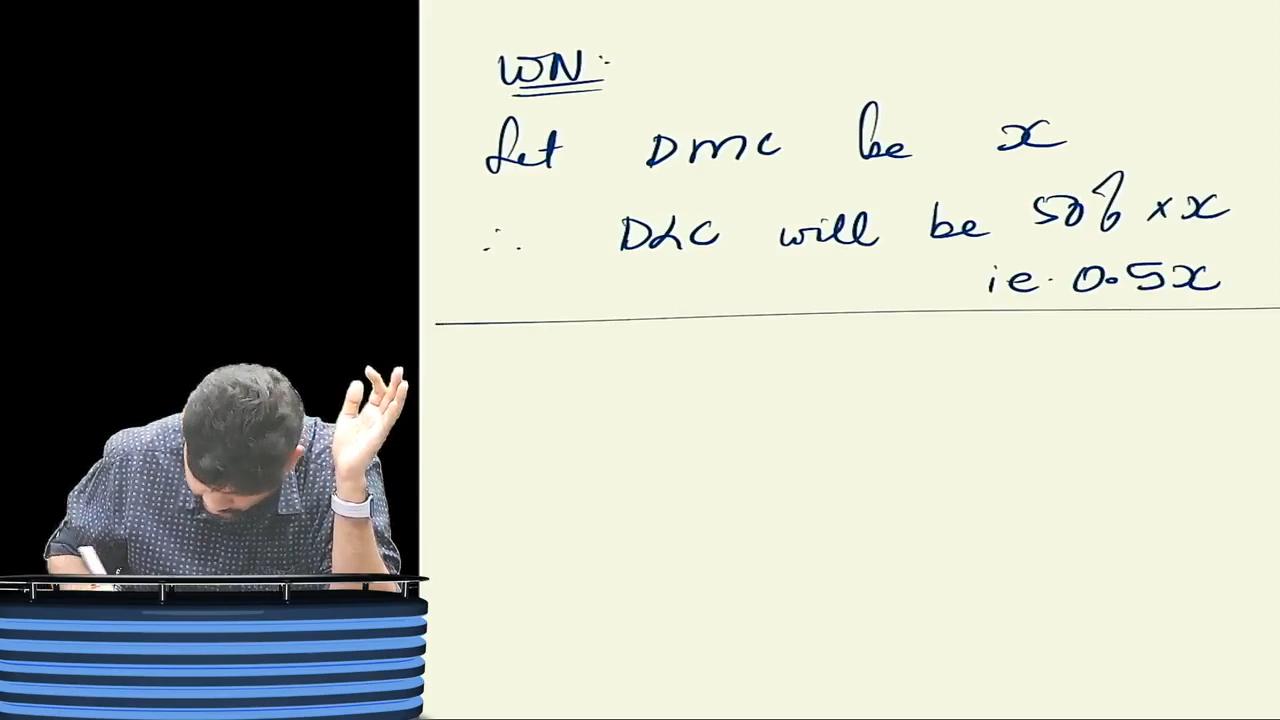 WN:
Let DMC be x
∴ DLC will be 50% × x
ie. 0.5x